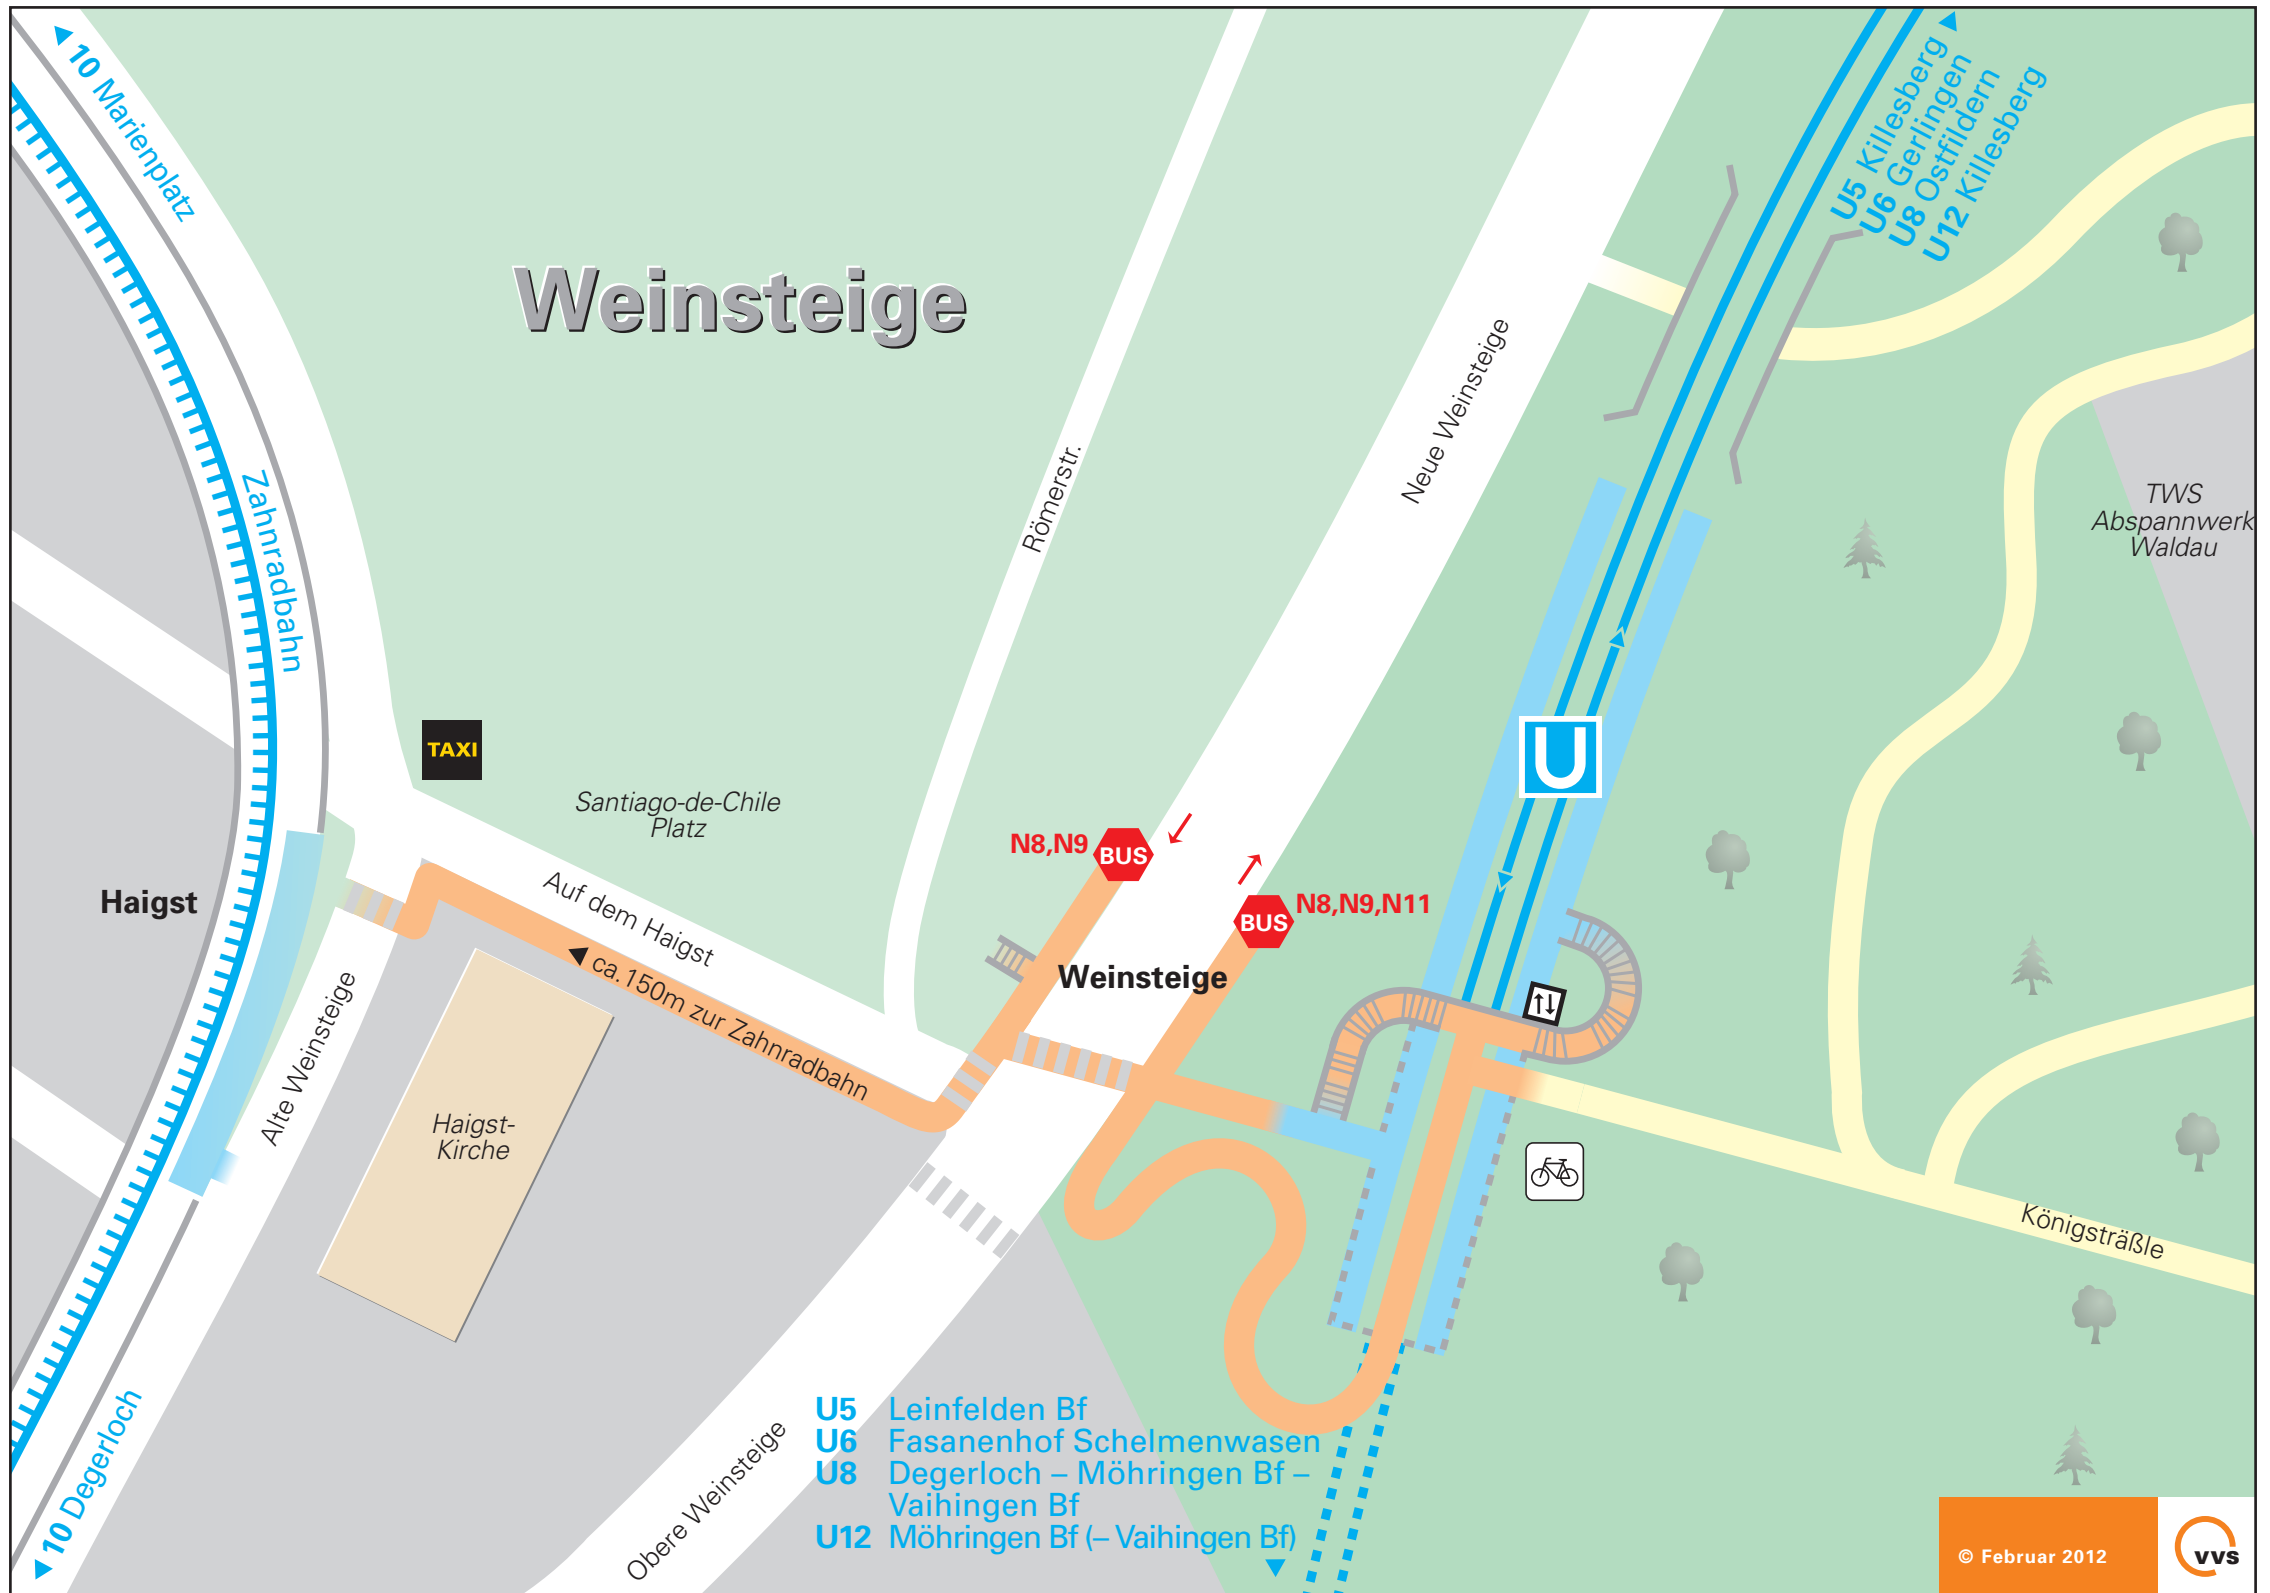 10 Marienplatz
U5 Killesberg
U6 Gerlingen
U8 Ostfildern
U12 Killesberg
Weinsteige
Neue Weinsteige
Römerstr.
Zahnradbahn
TWS
Abspannwerk
Waldau
TAXI
U
Santiago-de-Chile
Platz
N8,N9
BUS
Haigst
Auf dem Haigst
BUS
N8,N9,N11
Weinsteige
ca. 150m zur Zahnradbahn
Alte Weinsteige
Haigst-
Kirche
Königsträßle
10 Degerloch
Obere Weinsteige
U5 Leinfelden Bf
U6 Fasanenhof Schelmenwasen
U8 Degerloch – Möhringen Bf –
Vaihingen Bf
U12 Möhringen Bf (– Vaihingen Bf)
© Februar 2012
vvs